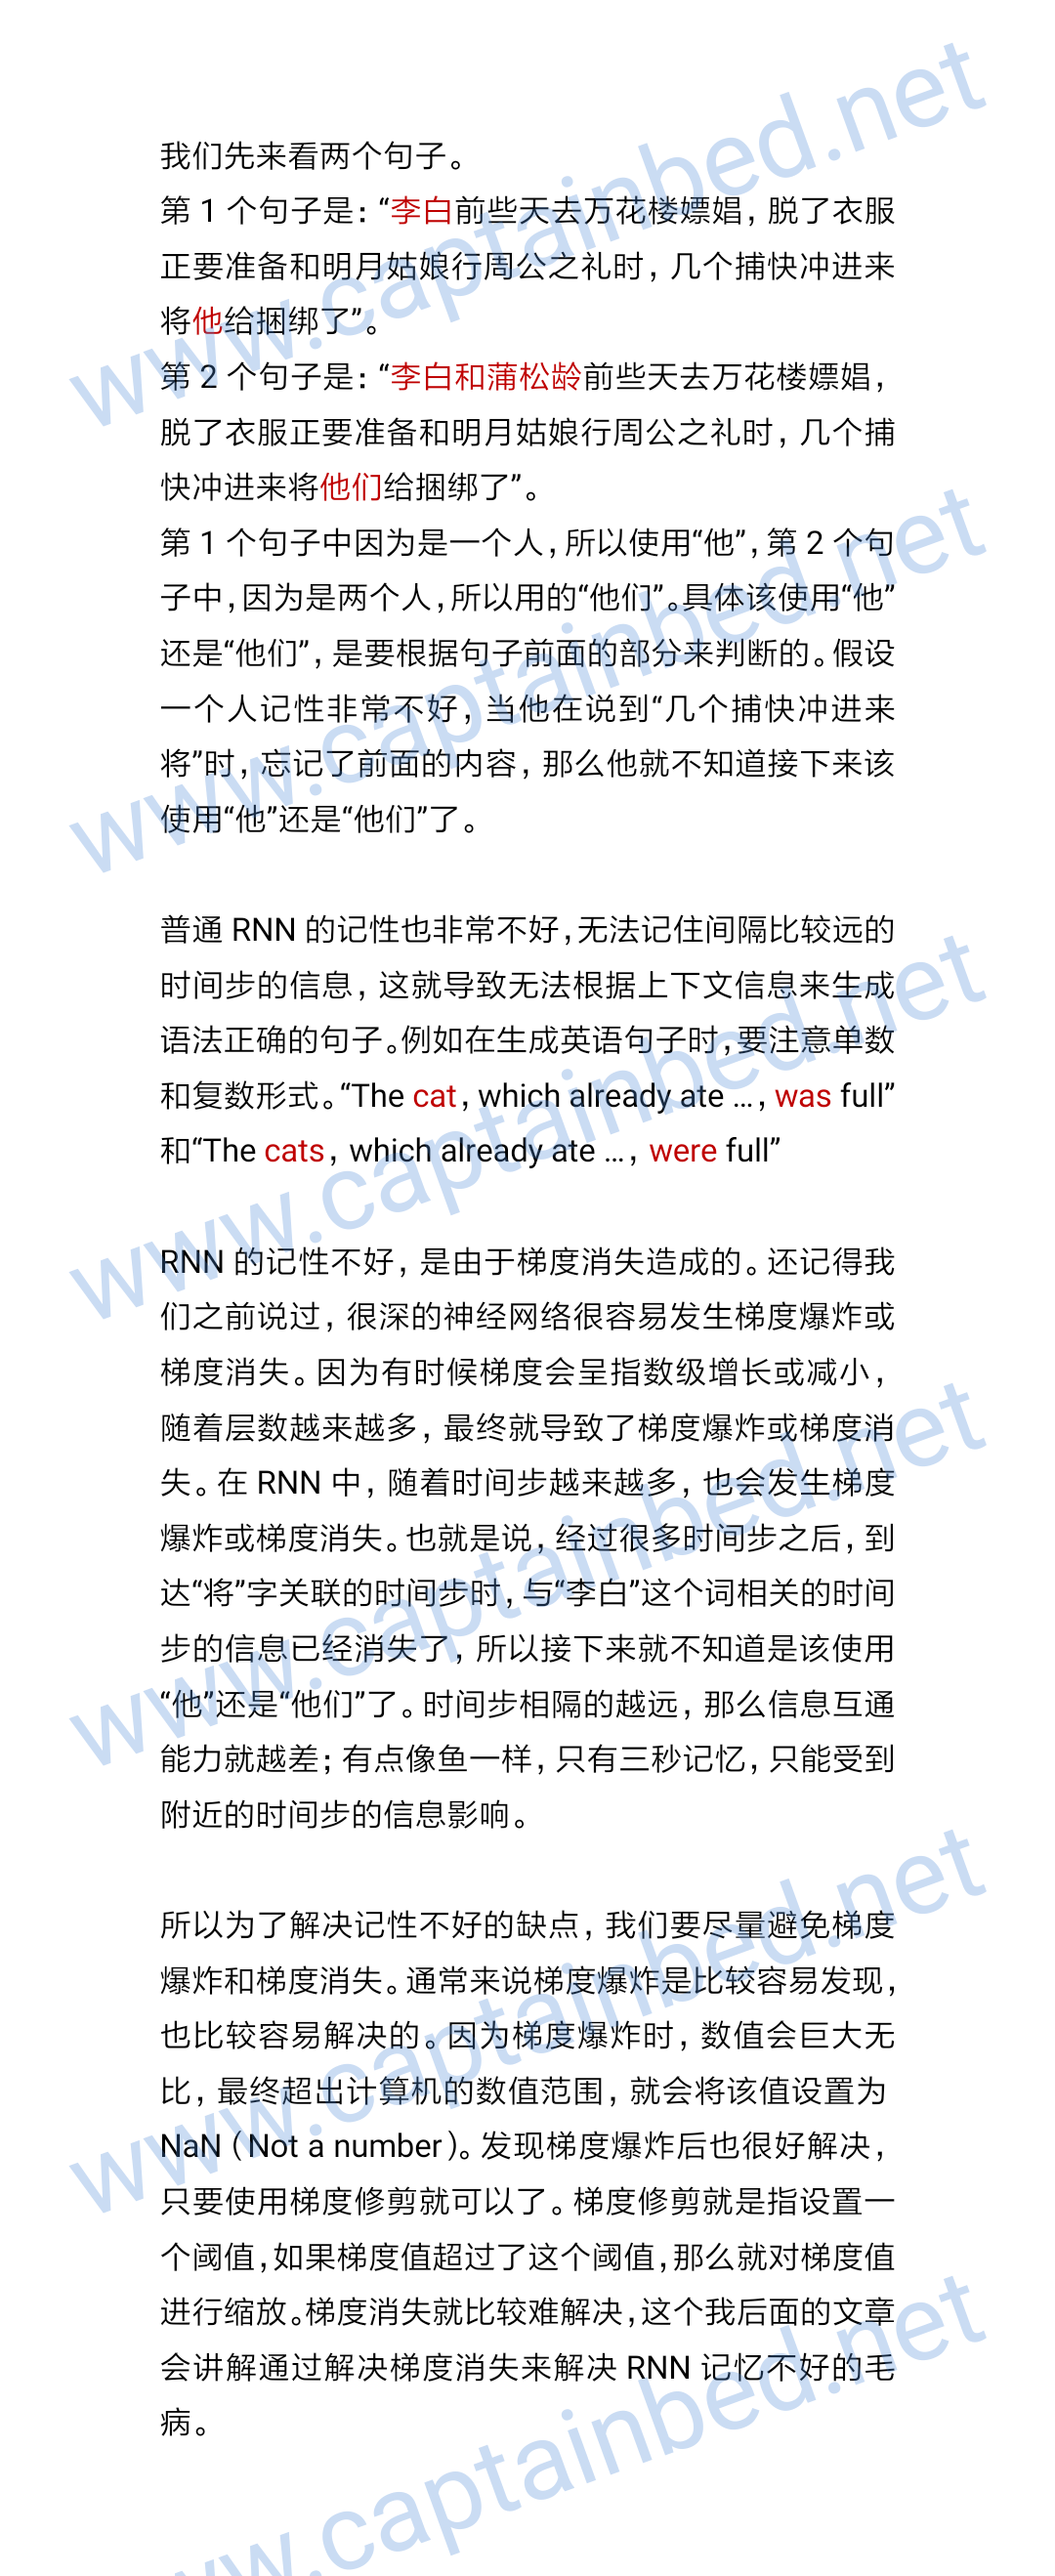 我们先来看两个句子。
第 1 个句子是：“李白前些天去万花楼嫖娼，脱了衣服
正要准备和明月姑娘行周公之礼时，几个捕快冲进来
将他给捆绑了”。
第 2 个句子是：“李白和蒲松龄前些天去万花楼嫖娼，
脱了衣服正要准备和明月姑娘行周公之礼时，几个捕
快冲进来将他们给捆绑了”。
第 1 个句子中因为是一个人，所以使用“他”，第 2 个句
子中，因为是两个人，所以用的“他们”。具体该使用“他”
还是“他们”，是要根据句子前面的部分来判断的。假设
一个人记性非常不好，当他在说到“几个捕快冲进来
将”时，忘记了前面的内容，那么他就不知道接下来该
使用“他”还是“他们”了。
普通 RNN 的记性也非常不好，无法记住间隔比较远的
时间步的信息，这就导致无法根据上下文信息来生成
语法正确的句子。例如在生成英语句子时，要注意单数
和复数形式。“The cat，which already ate …，was full”
和“The cats，which already ate …，were full”
RNN 的记性不好，是由于梯度消失造成的。还记得我
们之前说过，很深的神经网络很容易发生梯度爆炸或
梯度消失。因为有时候梯度会呈指数级增长或减小，
随着层数越来越多，最终就导致了梯度爆炸或梯度消
失。在 RNN 中，随着时间步越来越多，也会发生梯度
爆炸或梯度消失。也就是说，经过很多时间步之后，到
达“将”字关联的时间步时，与“李白”这个词相关的时间
步的信息已经消失了，所以接下来就不知道是该使用
“他”还是“他们”了。时间步相隔的越远，那么信息互通
能力就越差；有点像鱼一样，只有三秒记忆，只能受到
附近的时间步的信息影响。
所以为了解决记性不好的缺点，我们要尽量避免梯度
爆炸和梯度消失。通常来说梯度爆炸是比较容易发现，
也比较容易解决的。因为梯度爆炸时，数值会巨大无
比，最终超出计算机的数值范围，就会将该值设置为
NaN（Not a number）。发现梯度爆炸后也很好解决，
只要使用梯度修剪就可以了。梯度修剪就是指设置一
个阈值，如果梯度值超过了这个阈值，那么就对梯度值
进行缩放。梯度消失就比较难解决，这个我后面的文章
会讲解通过解决梯度消失来解决 RNN 记忆不好的毛
病。
www.captainbed.net
www.captainbed.net
www.captainbed.net
www.captainbed.net
www.captainbed.net
www.captainbed.net